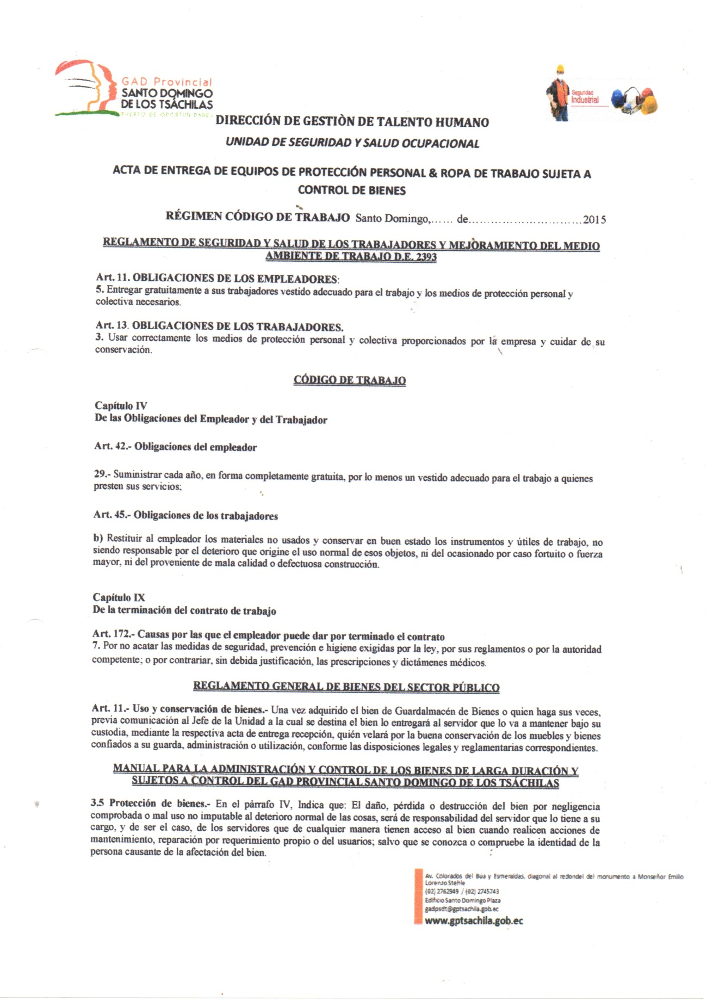 GAD Provincial
SANTO DOMINGO
DE LOS TSÁCHILAS
PUERTO DE OPORTUNIDADES
Seguridad
Industrial
DIRECCIÓN DE GESTIÒN DE TALENTO HUMANO
UNIDAD DE SEGURIDAD Y SALUD OCUPACIONAL
ACTA DE ENTREGA DE EQUIPOS DE PROTECCIÓN PERSONAL & ROPA DE TRABAJO SUJETA A
CONTROL DE BIENES
RÉGIMEN CÓDIGO DE TRABAJO Santo Domingo,...... de...............................2015
REGLAMENTO DE SEGURIDAD Y SALUD DE LOS TRABAJADORES Y MEJORAMIENTO DEL MEDIO
AMBIENTE DE TRABAJO D.E. 2393
Art. 11. OBLIGACIONES DE LOS EMPLEADORES:
5. Entregar gratuitamente a sus trabajadores vestido adecuado para el trabajo y los medios de protección personal y
colectiva necesarios.
Art. 13. OBLIGACIONES DE LOS TRABAJADORES.
3. Usar correctamente los medios de protección personal y colectiva proporcionados por la empresa y cuidar de su
conservación.
CÓDIGO DE TRABAJO
Capítulo IV
De las Obligaciones del Empleador y del Trabajador
Art. 42.- Obligaciones del empleador
29.- Suministrar cada año, en forma completamente gratuita, por lo menos un vestido adecuado para el trabajo a quienes
presten sus servicios;
Art. 45.- Obligaciones de los trabajadores
b) Restituir al empleador los materiales no usados y conservar en buen estado los instrumentos y útiles de trabajo, no
siendo responsable por el deterioro que origine el uso normal de esos objetos, ni del ocasionado por caso fortuito o fuerza
mayor, ni del proveniente de mala calidad o defectuosa construcción.
Capítulo IX
De la terminación del contrato de trabajo
Art. 172.- Causas por las que el empleador puede dar por terminado el contrato
7. Por no acatar las medidas de seguridad, prevención e higiene exigidas por la ley, por sus reglamentos o por la autoridad
competente; o por contrariar, sin debida justificación, las prescripciones y dictámenes médicos.
REGLAMENTO GENERAL DE BIENES DEL SECTOR PÚBLICO
Art. 11.- Uso y conservación de bienes.- Una vez adquirido el bien de Guardalmacén de Bienes o quien haga sus veces,
previa comunicación al Jefe de la Unidad a la cual se destina el bien lo entregará al servidor que lo va a mantener bajo su
custodia, mediante la respectiva acta de entrega recepción, quién velará por la buena conservación de los muebles y bienes
confiados a su guarda, administración o utilización, conforme las disposiciones legales y reglamentarias correspondientes.
MANUAL PARA LA ADMINISTRACIÓN Y CONTROL DE LOS BIENES DE LARGA DURACIÓN Y
SUJETOS A CONTROL DEL GAD PROVINCIAL SANTO DOMINGO DE LOS TSÁCHILAS
3.5 Protección de bienes.- En el párrafo IV, Indica que: El daño, pérdida o destrucción del bien por negligencia
comprobada o mal uso no imputable al deterioro normal de las cosas, será de responsabilidad del servidor que lo tiene a su
cargo, y de ser el caso, de los servidores que de cualquier manera tienen acceso al bien cuando realicen acciones de
mantenimiento, reparación por requerimiento propio o del usuarios; salvo que se conozca o compruebe la identidad de la
persona causante de la afectación del bien.
Av. Colorados del Bua y Esmeraldas, diagonal al redondel del monumento a Monseñor Emilio
Lorenzo Stehle
(02) 2762949 / (02) 2745743
Edificio Santo Domingo Plaza
gadpsdt@gptsachila.gob.ec
www.gptsachila.gob.ec